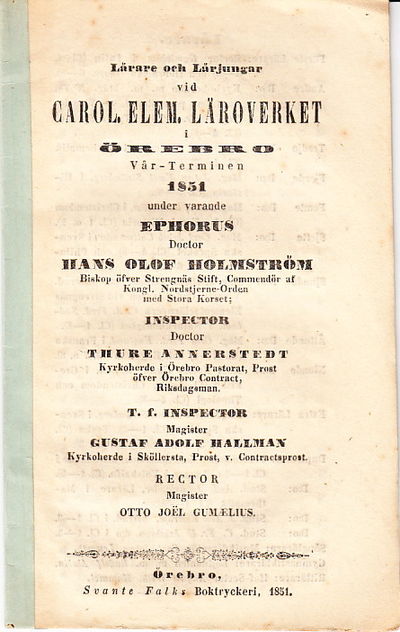 Lärare och Lärjungar
vid
CAROL. ELEM. LÄROVERKET
i
ÖREBRO
Vår-Terminen
1851
under varande
EPHORUS
Doctor
HANS OLOF HOLMSTRÖM
Biskop öfver Strengnäs Stift, Commendör af
Kongl. Nordstjerne-Orden
med Stora Korset;
INSPECTOR
Doctor
THURE ANNERSTEDT
Kyrkoherde i Örebro Pastorat, Prost
öfver Örebro Contract,
Riksdagsman.
T. f. INSPECTOR
Magister
GUSTAF ADOLF HALLMAN
Kyrkoherde i Sköllersta, Prost, v. Contractsprost.
RECTOR
Magister
OTTO JOËL GUMÆLIUS.
Örebro,
Svante Falks Boktryckeri, 1851.